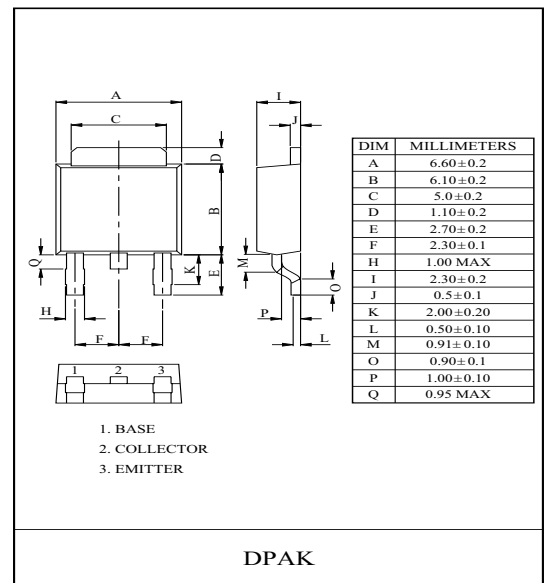 A
C
D
B
Q
K
E
H
F F
I
J
M
O
P
L
1 2 3
1. BASE
2. COLLECTOR
3. EMITTER
DIM MILLIMETERS
A 6.60±0.2
B 6.10±0.2
C 5.0±0.2
D 1.10±0.2
E 2.70±0.2
F 2.30±0.1
H 1.00 MAX
I 2.30±0.2
J 0.5±0.1
K 2.00±0.20
L 0.50±0.10
M 0.91±0.10
O 0.90±0.1
P 1.00±0.10
Q 0.95 MAX
DPAK